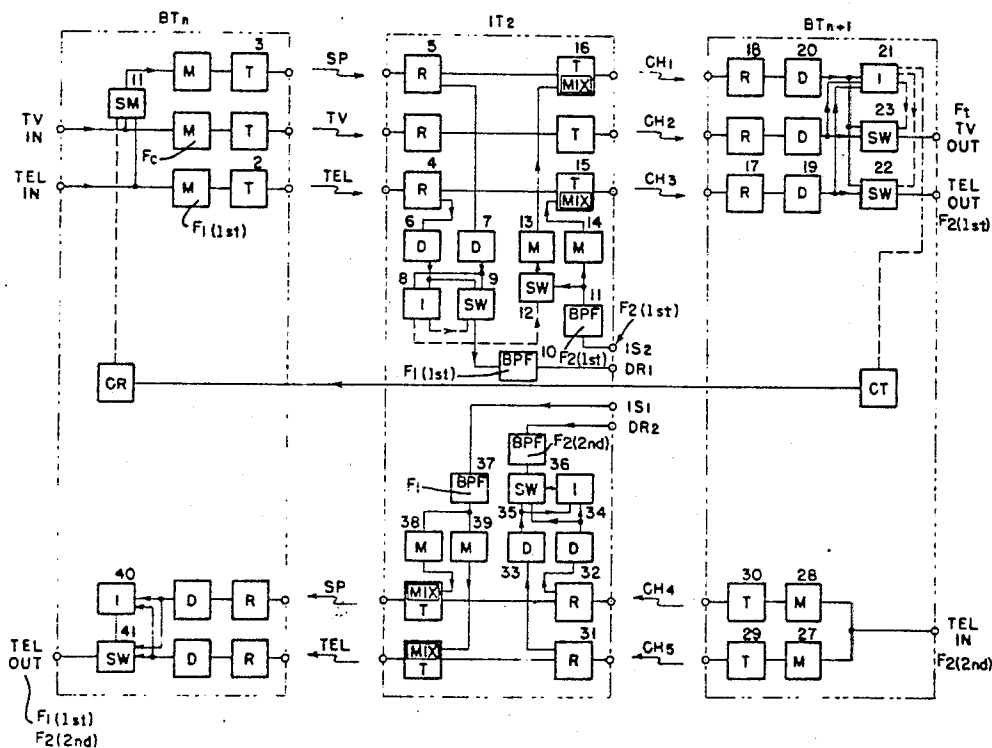 BTn IT2 BTn+1
3 5 16 18 20 21
M T SP R T MIX CH1 R D I
11 SM
TV IN M T TV R T CH2 R D 23 SW Ft TV OUT
Fc
2 4 15 17 19 22
TEL IN M T TEL R T MIX CH3 R D SW TEL OUT
F1(1st) F2(1st)
6 7 13 14
D D M M
8 9 11
I SW SW BPF F2(1st)
12
10 F2(1st) IS2
F1(1st) BPF DR1
CR CT
IS1
DR2
BPF F2(2nd)
37 36
F1 BPF SW I
38 39 35 34
M M D D
33 32
40 30 28
I D R SP MIX T R CH4 T M
41 31 29 27
TEL OUT SW D R TEL MIX T R CH5 T M TEL IN
F2(2nd)
F1(1st)
F2(2nd)